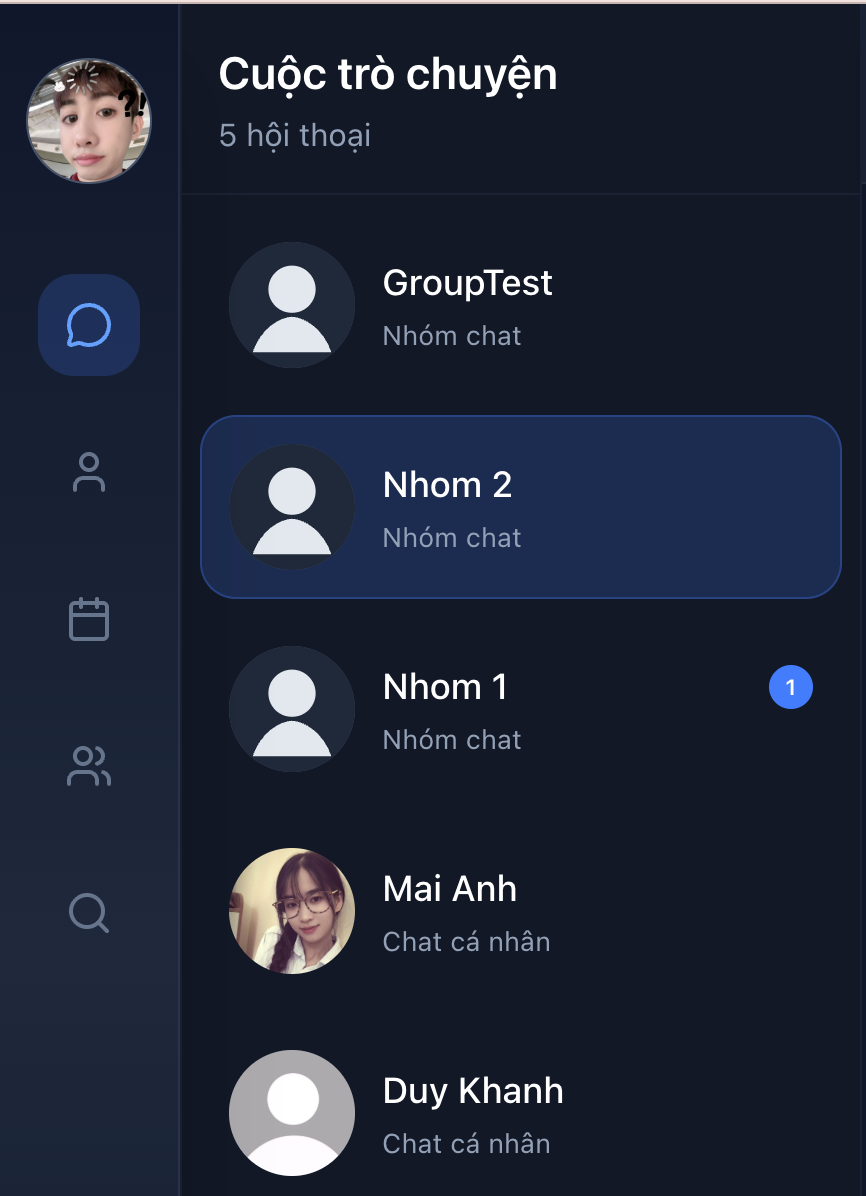 ?!
Cuộc trò chuyện
5 hội thoại
GroupTest
Nhóm chat
Nhom 2
Nhóm chat
Nhom 1
1
Nhóm chat
Mai Anh
Chat cá nhân
Duy Khanh
Chat cá nhân